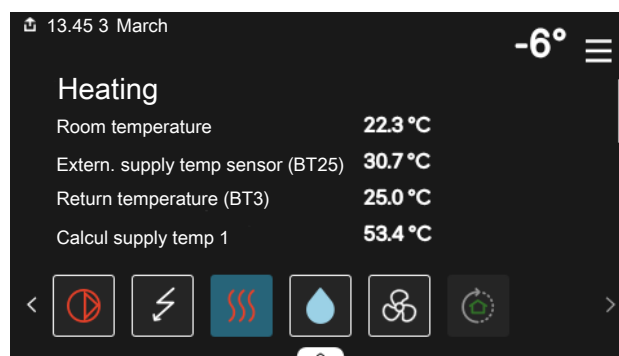 13.45 3 March
-6°
Heating
Room temperature 22.3 °C
Extern. supply temp sensor (BT25) 30.7 °C
Return temperature (BT3) 25.0 °C
Calcul supply temp 1 53.4 °C